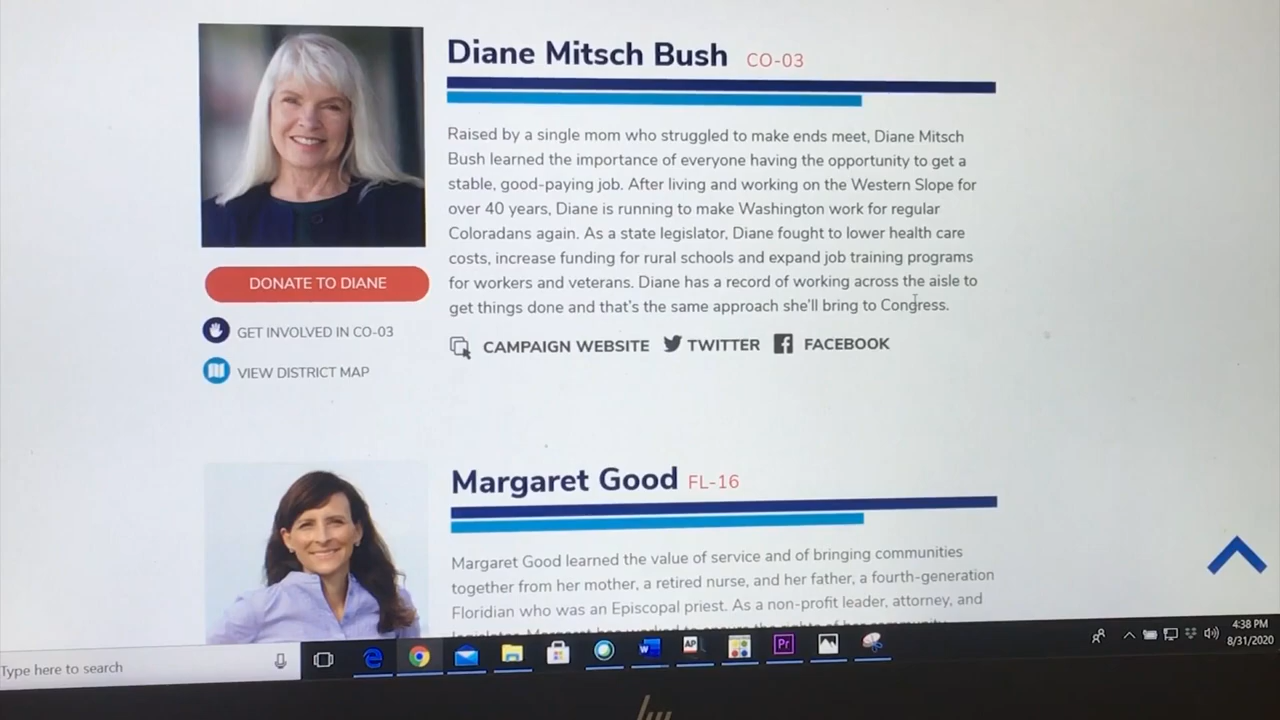 Diane Mitsch Bush CO-03
Raised by a single mom who struggled to make ends meet, Diane Mitsch
Bush learned the importance of everyone having the opportunity to get a
stable, good-paying job. After living and working on the Western Slope for
over 40 years, Diane is running to make Washington work for regular
Coloradans again. As a state legislator, Diane fought to lower health care
costs, increase funding for rural schools and expand job training programs
for workers and veterans. Diane has a record of working across the aisle to
get things done and that's the same approach she'll bring to Congress.
DONATE TO DIANE
GET INVOLVED IN CO-03
VIEW DISTRICT MAP
CAMPAIGN WEBSITE TWITTER FACEBOOK
Margaret Good FL-16
Margaret Good learned the value of service and of bringing communities
together from her mother, a retired nurse, and her father, a fourth-generation
Floridian who was an Episcopal priest. As a non-profit leader, attorney, and
Type here to search
AP
Pr
4:38 PM
8/31/2020
hp